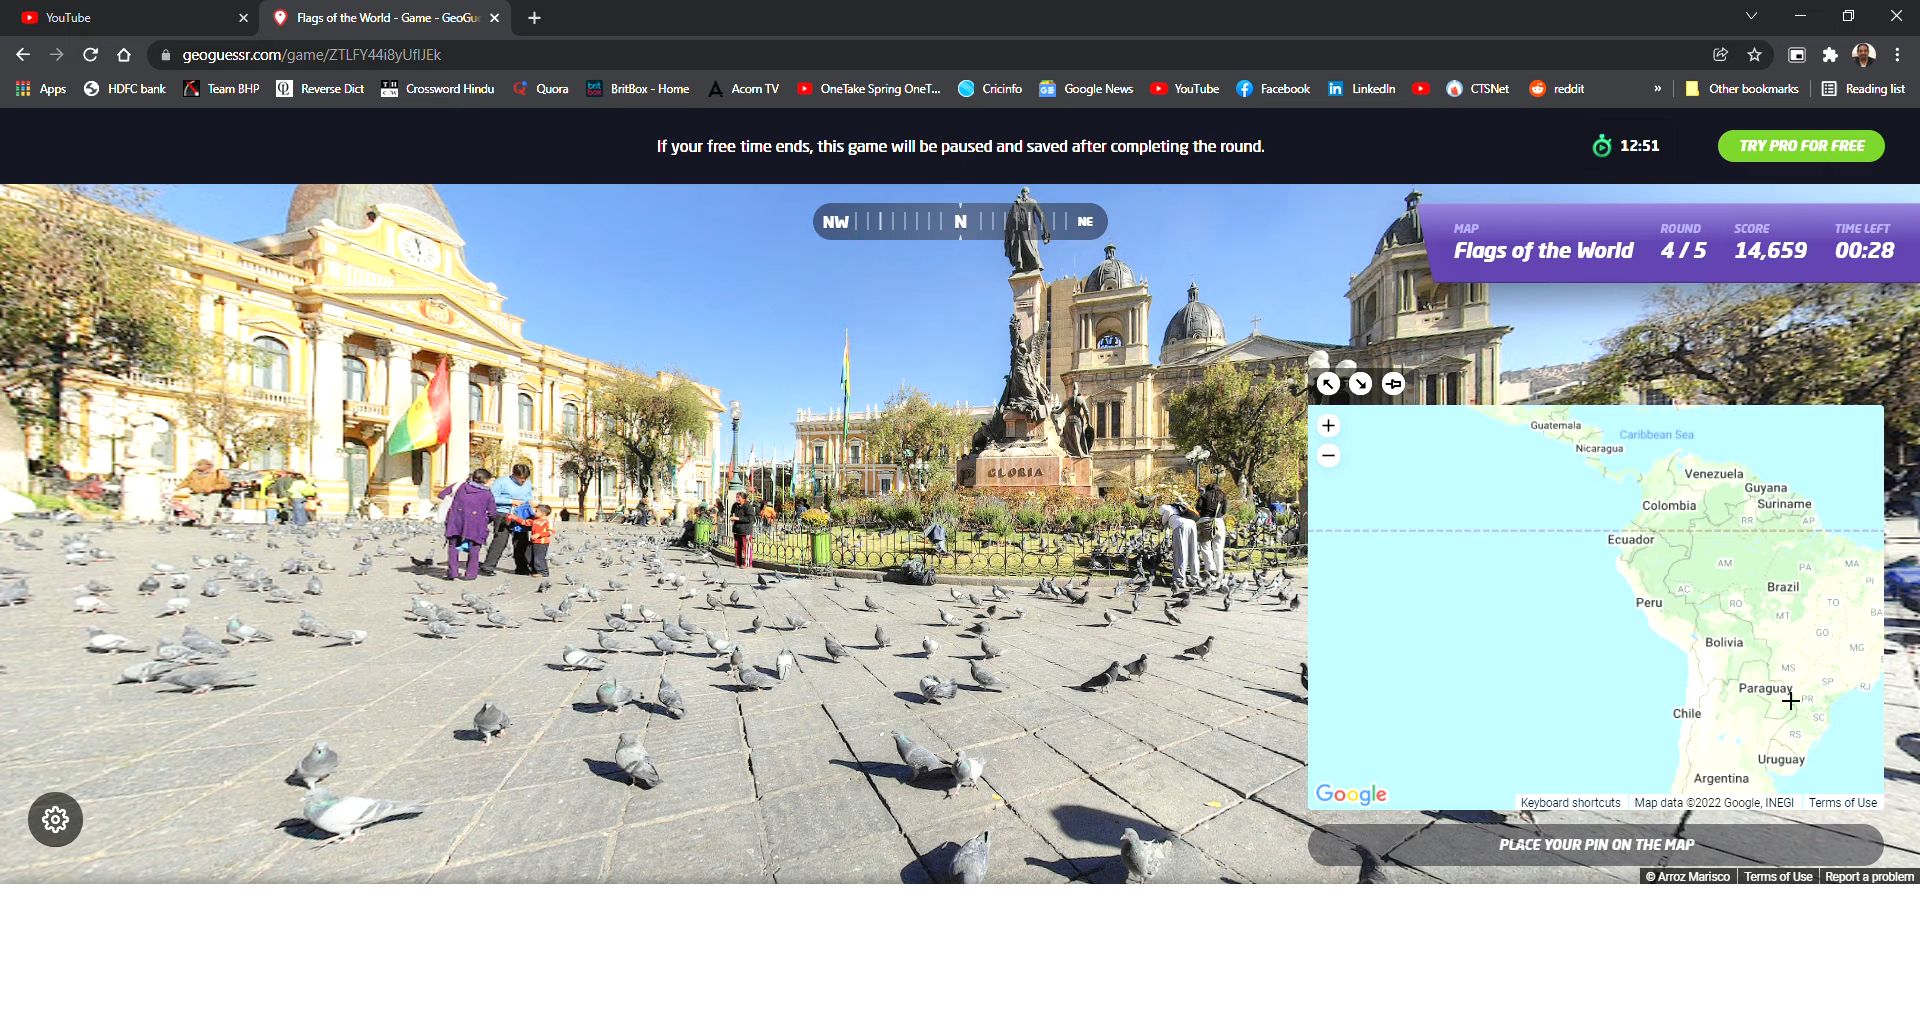 YouTube
Flags of the World - Game - GeoGue
geoguessr.com/game/ZTLFY44i8yUflJEk
Apps
HDFC bank
Team BHP
Reverse Dict
Crossword Hindu
Quora
BritBox - Home
Acorn TV
OneTake Spring OneT...
Cricinfo
Google News
YouTube
Facebook
LinkedIn
CTSNet
reddit
»
Other bookmarks
Reading list
If your free time ends, this game will be paused and saved after completing the round.
12:51
TRY PRO FOR FREE
NW N NE
MAP ROUND SCORE TIME LEFT
Flags of the World 4 / 5 14,659 00:28
GLORIA
Guatemala
Caribbean Sea
Nicaragua
Venezuela
Guyana
Suriname
Colombia
RR
AP
Ecuador
AM
PA
MA
Brazil
PI
AC
Peru
RO
TO
BA
MT
GO
Bolivia
MG
MS
SP
RJ
Paraguay
PR
Chile
SC
RS
Uruguay
Argentina
Google
Keyboard shortcuts
Map data ©2022 Google, INEGI
Terms of Use
PLACE YOUR PIN ON THE MAP
© Arroz Marisco
Terms of Use
Report a problem